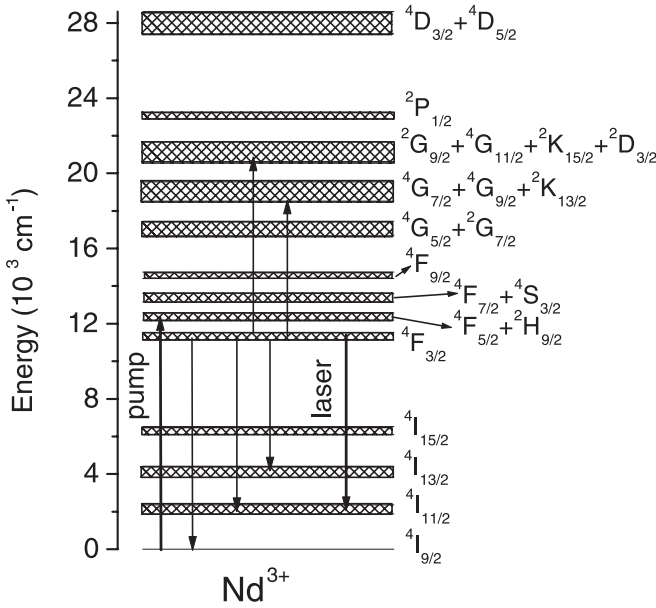 28
24
20
16
12
8
4
0
Energy (10³ cm⁻¹)
⁴D₃/₂+⁴D₅/₂
²P₁/₂
²G₉/₂+⁴G₁₁/₂+²K₁₅/₂+²D₃/₂
⁴G₇/₂+⁴G₉/₂+²K₁₃/₂
⁴G₅/₂+²G₇/₂
⁴F₉/₂
⁴F₇/₂+⁴S₃/₂
⁴F₅/₂+²H₉/₂
⁴F₃/₂
pump
laser
⁴I₁₅/₂
⁴I₁₃/₂
⁴I₁₁/₂
⁴I₉/₂
Nd³⁺